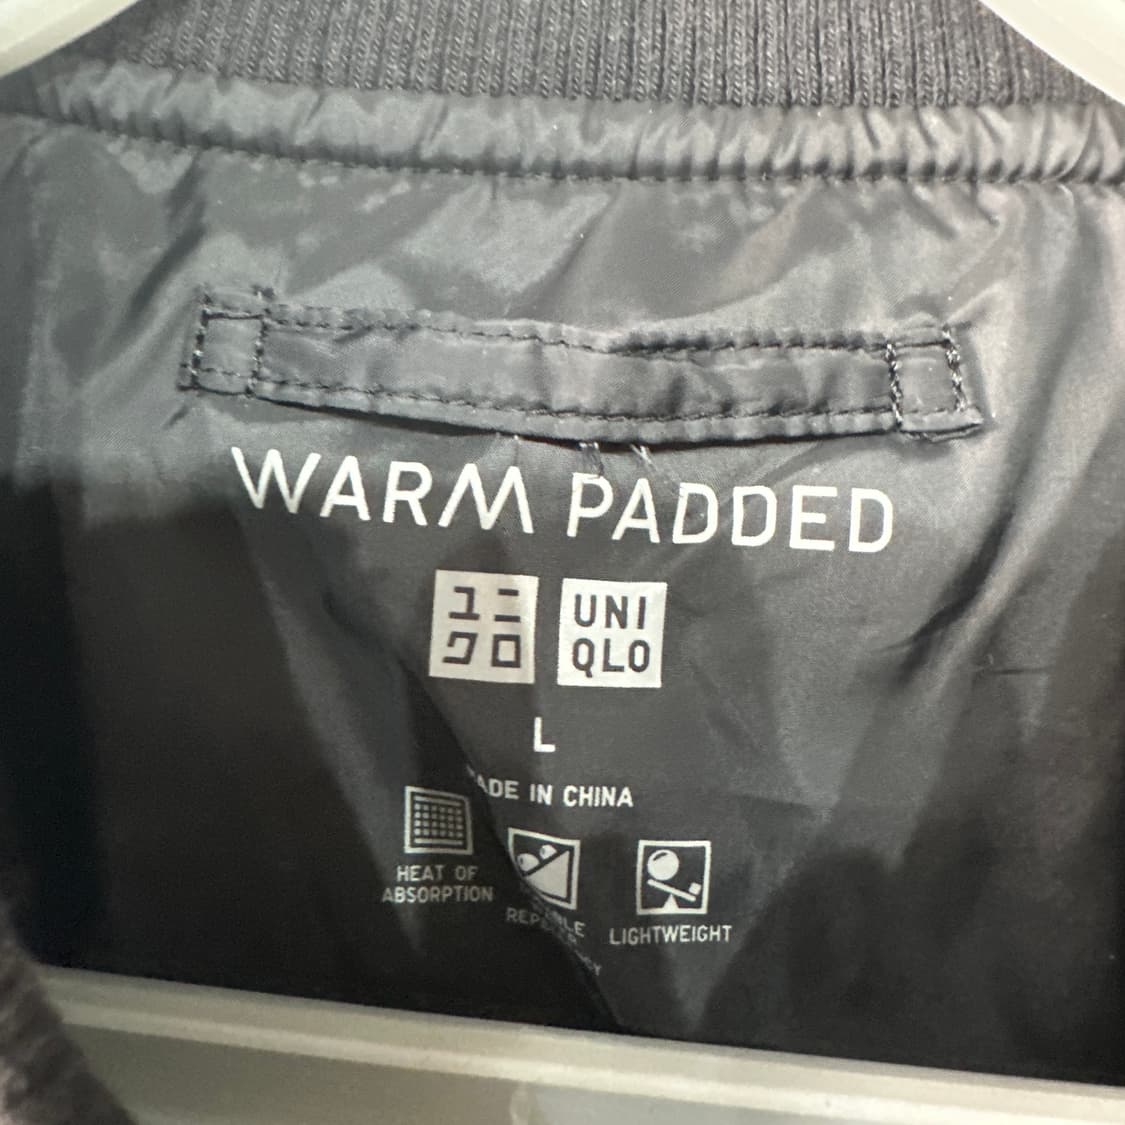 WARM PADDED
ユニ
クロ
UNI
QLO
L
ADE IN CHINA
HEAT OF
ABSORPTION
LIGHTWEIGHT